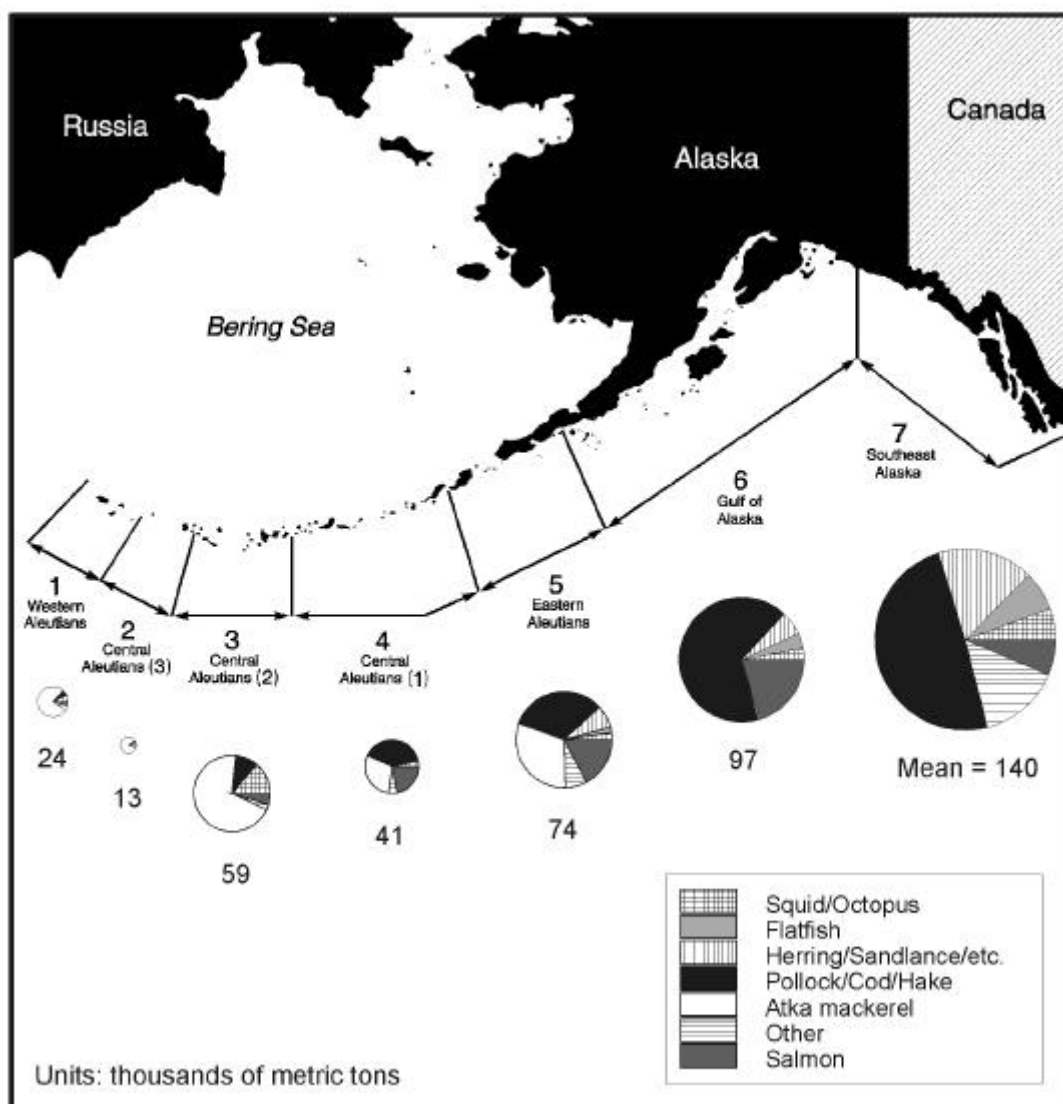 Russia
Alaska
Canada
Bering Sea
7
Southeast
Alaska
6
Gulf of
Alaska
5
Eastern
Aleutians
1
Western
Aleutians
2
Central
Aleutians (3)
3
Central
Aleutians (2)
4
Central
Aleutians (1)
24
13
59
41
74
97
Mean = 140
Squid/Octopus
Flatfish
Herring/Sandlance/etc.
Pollock/Cod/Hake
Atka mackerel
Other
Salmon
Units: thousands of metric tons